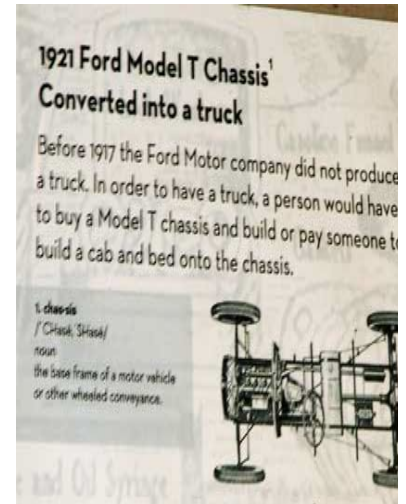 1921 Ford Model T Chassis¹
Converted into a truck
Before 1917 the Ford Motor company did not produce
a truck. In order to have a truck, a person would have
to buy a Model T chassis and build or pay someone to
build a cab and bed onto the chassis.
1. chas·sis
/ˈCHasē, SHasē/
noun
the base frame of a motor vehicle
or other wheeled conveyance.
Gasoline Funnel
and Oil Syringe